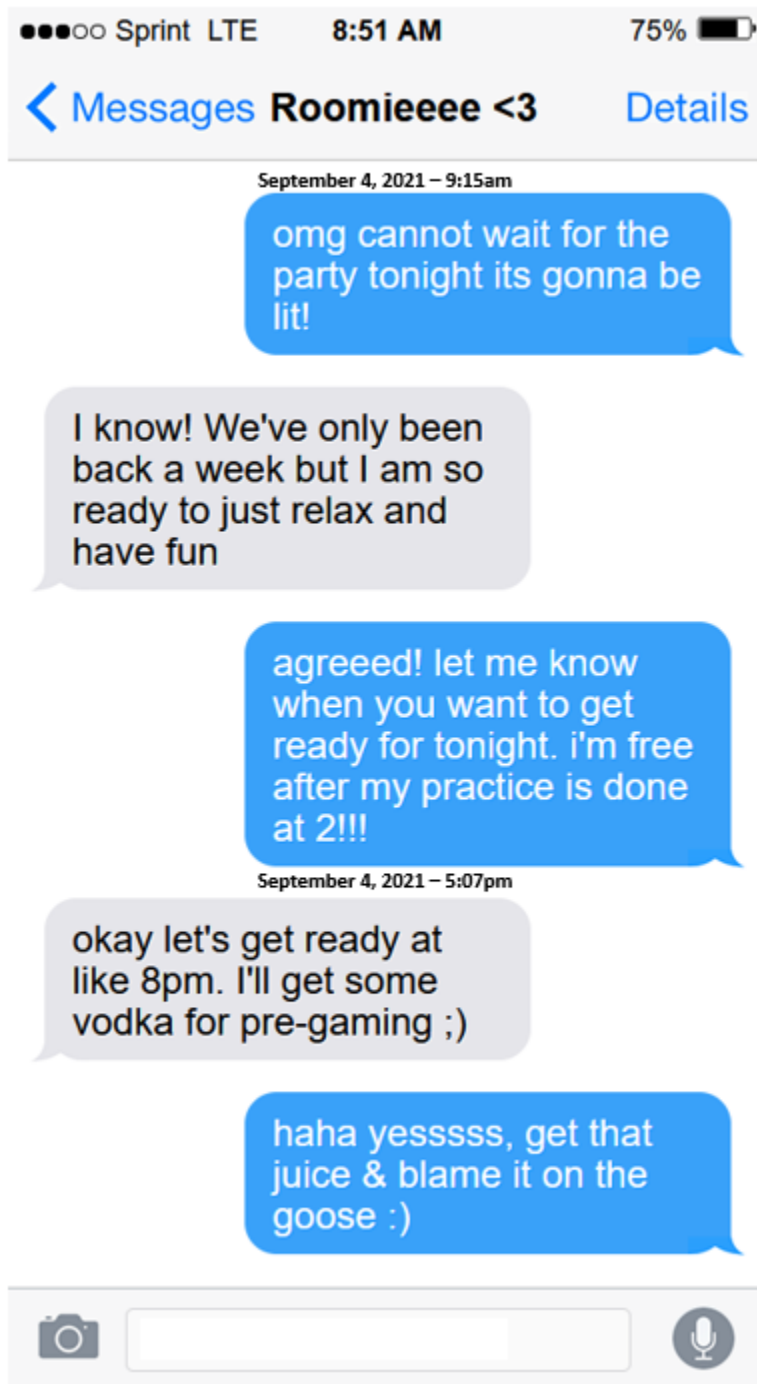 Sprint LTE 8:51 AM 75%
Messages Roomieeee <3 Details
September 4, 2021 – 9:15am
omg cannot wait for the
party tonight its gonna be
lit!
I know! We've only been
back a week but I am so
ready to just relax and
have fun
agreeed! let me know
when you want to get
ready for tonight. i'm free
after my practice is done
at 2!!!
September 4, 2021 – 5:07pm
okay let's get ready at
like 8pm. I'll get some
vodka for pre-gaming ;)
haha yesssss, get that
juice & blame it on the
goose :)